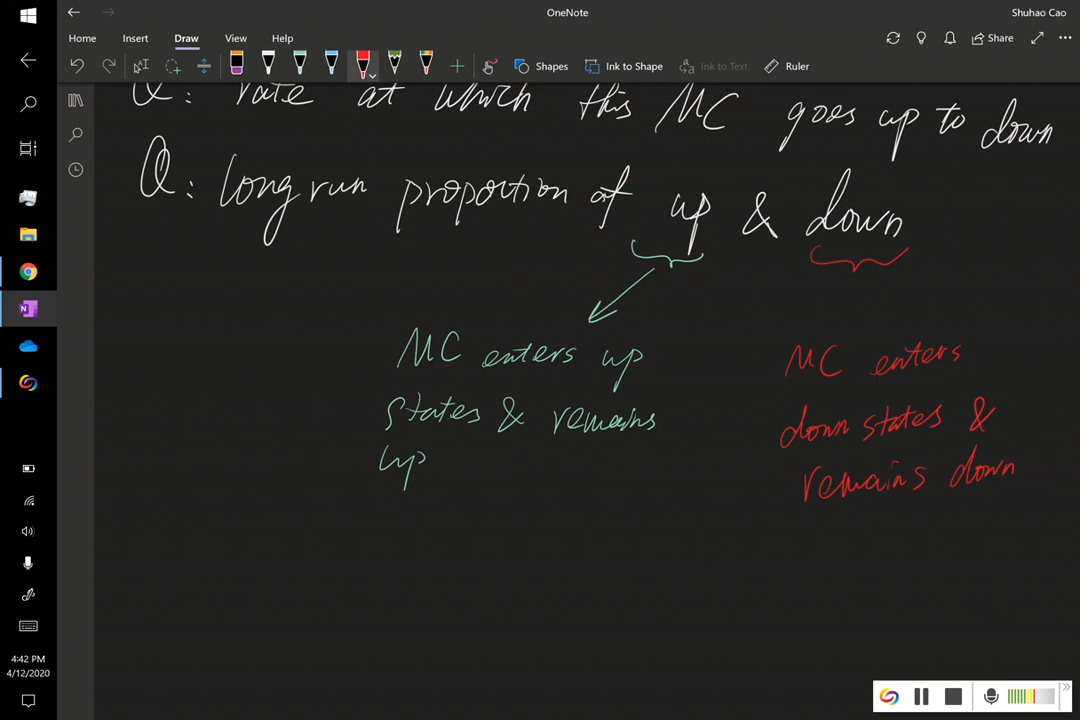 OneNote
Shuhao Cao
Home Insert Draw View Help
Share
Shapes Ink to Shape Ink to Text Ruler
Q: rate at which this MC goes up to down
Q: long run proportion of up & down
MC enters up
states & remains
up
MC enters
down states &
remains down
4:42 PM
4/12/2020